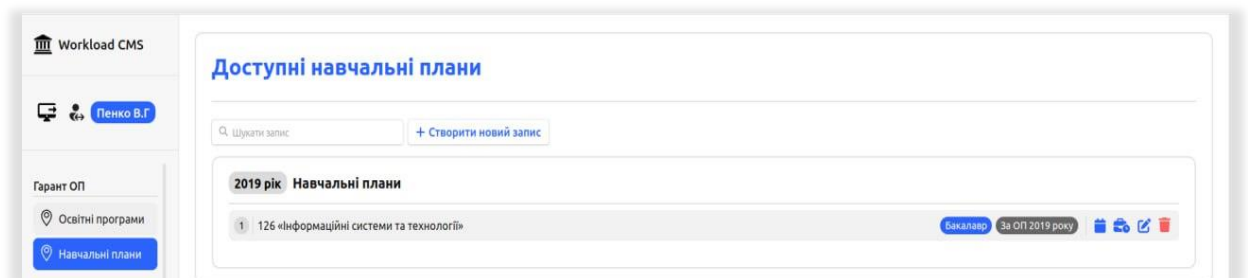 Workload CMS
Пенко В.Г
Гарант ОП
Освітні програми
Навчальні плани
Доступні навчальні плани
Шукати запис
+ Створити новий запис
2019 рік Навчальні плани
1 126 «Інформаційні системи та технології» Бакалавр За ОП 2019 року